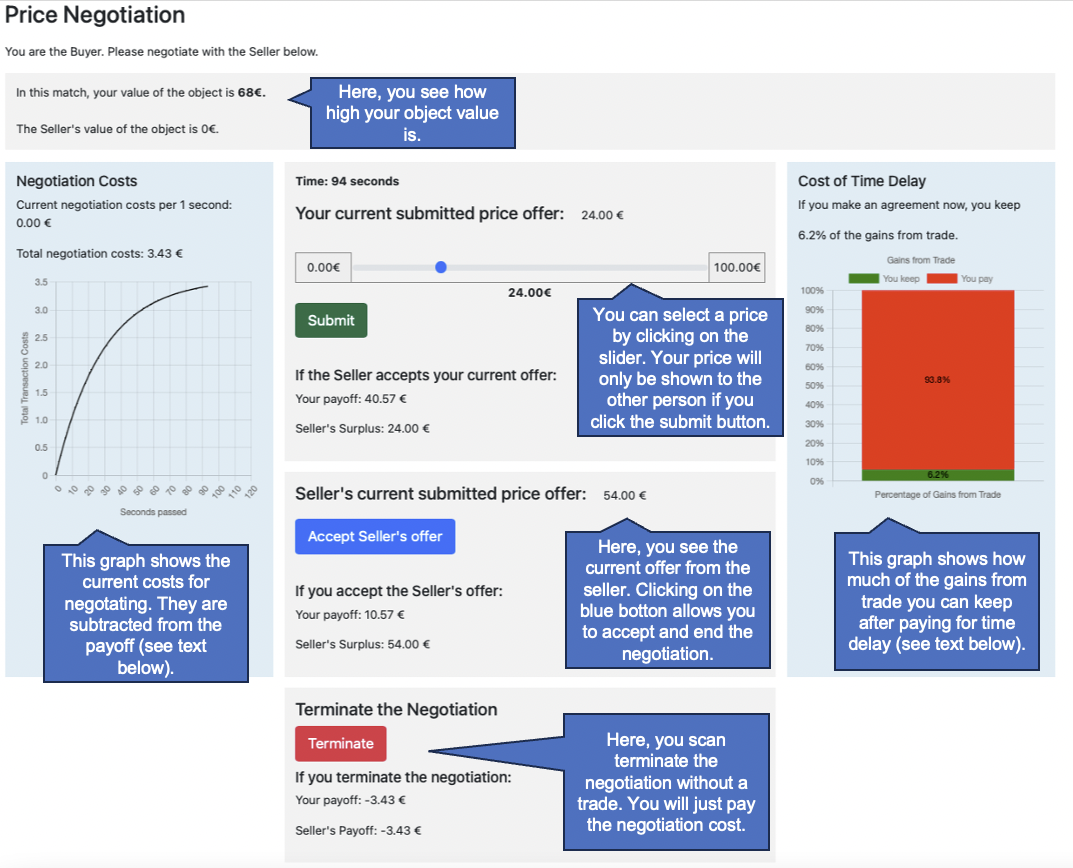 Price Negotiation
You are the Buyer. Please negotiate with the Seller below.
In this match, your value of the object is 68€.
The Seller's value of the object is 0€.
Here, you see how
high your object value
is.
Negotiation Costs
Current negotiation costs per 1 second:
0.00 €
Total negotiation costs: 3.43 €
3.5
3.0
2.5
2.0
1.5
1.0
0.5
0
Total Transaction Costs
0 10 20 30 40 50 60 70 80 90 100 110 120
Seconds passed
This graph shows the
current costs for
negotating. They are
subtracted from the
payoff (see text
below).
Time: 94 seconds
Your current submitted price offer: 24.00 €
0.00€ 100.00€
24.00€
Submit
You can select a price
by clicking on the
slider. Your price will
only be shown to the
other person if you
click the submit button.
If the Seller accepts your current offer:
Your payoff: 40.57 €
Seller's Surplus: 24.00 €
Seller's current submitted price offer: 54.00 €
Accept Seller's offer
Here, you see the
current offer from the
seller. Clicking on the
blue botton allows you
to accept and end the
negotiation.
If you accept the Seller's offer:
Your payoff: 10.57 €
Seller's Surplus: 54.00 €
Terminate the Negotiation
Terminate
If you terminate the negotiation:
Your payoff: -3.43 €
Seller's Payoff: -3.43 €
Here, you scan
terminate the
negotiation without a
trade. You will just pay
the negotiation cost.
Cost of Time Delay
If you make an agreement now, you keep
6.2% of the gains from trade.
Gains from Trade
You keep You pay
100%
90%
80%
70%
60%
50%
40%
30%
20%
10%
0%
93.8%
6.2%
Percentage of Gains from Trade
This graph shows how
much of the gains from
trade you can keep
after paying for time
delay (see text below).